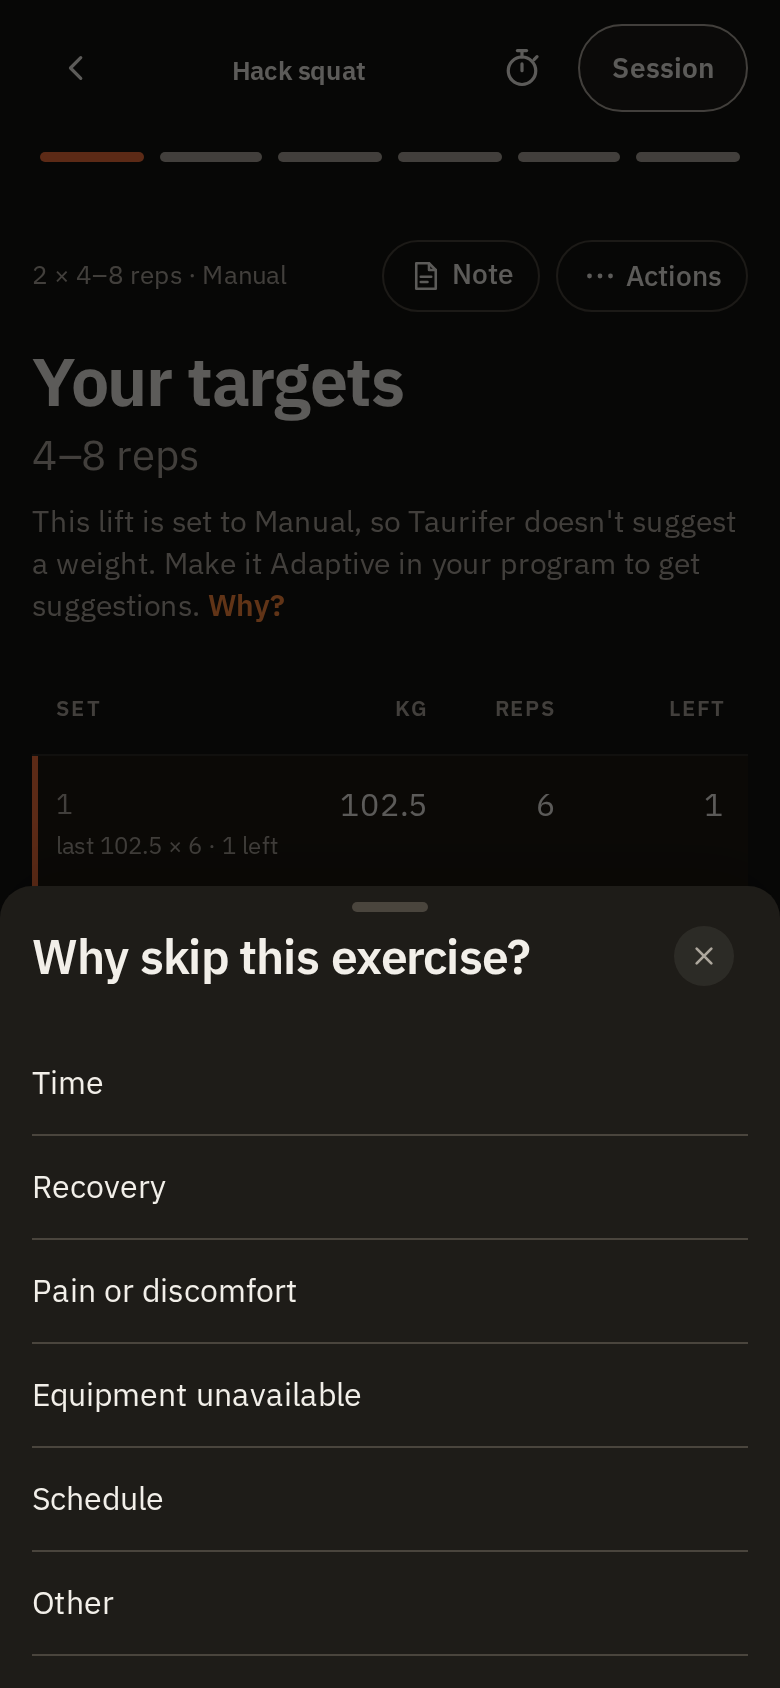 Hack squat
Session
2 × 4–8 reps · Manual
Note
Actions
Your targets
4–8 reps
This lift is set to Manual, so Taurifer doesn't suggest
a weight. Make it Adaptive in your program to get
suggestions. Why?
SET KG REPS LEFT
1 102.5 6 1
last 102.5 × 6 · 1 left
Why skip this exercise?
Time
Recovery
Pain or discomfort
Equipment unavailable
Schedule
Other